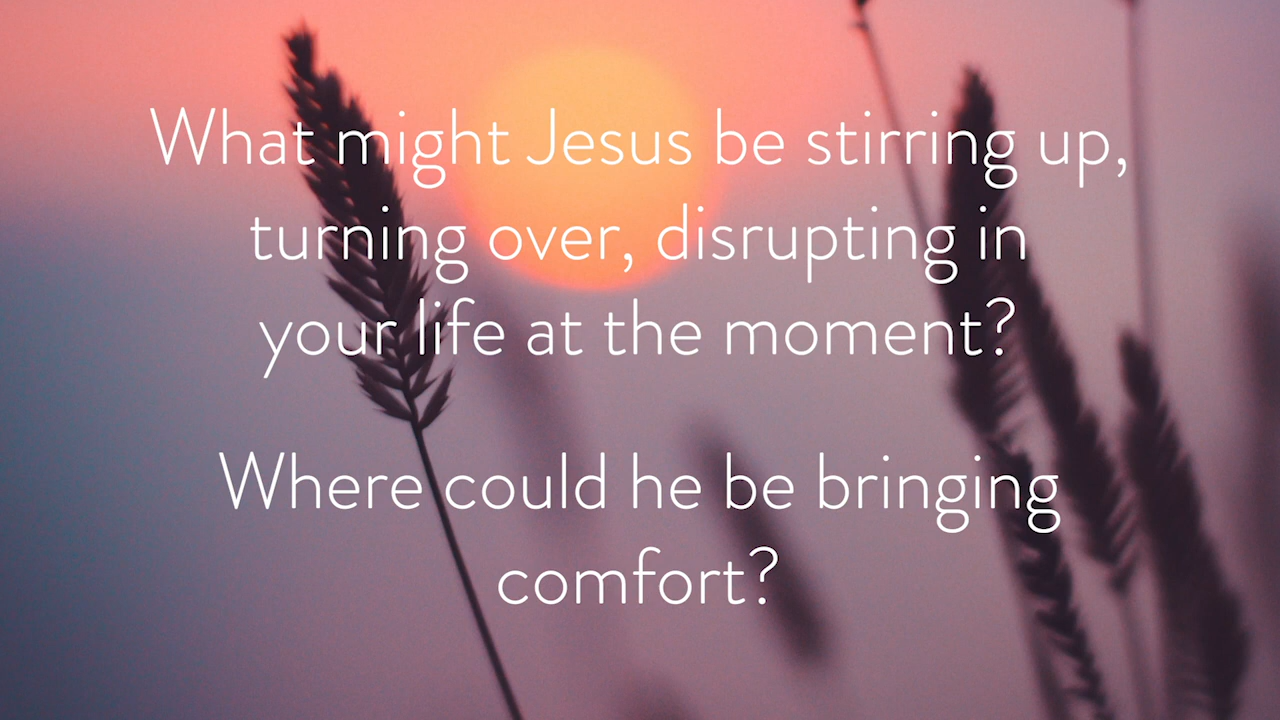 What might Jesus be stirring up,
turning over, disrupting in
your life at the moment?
Where could he be bringing
comfort?